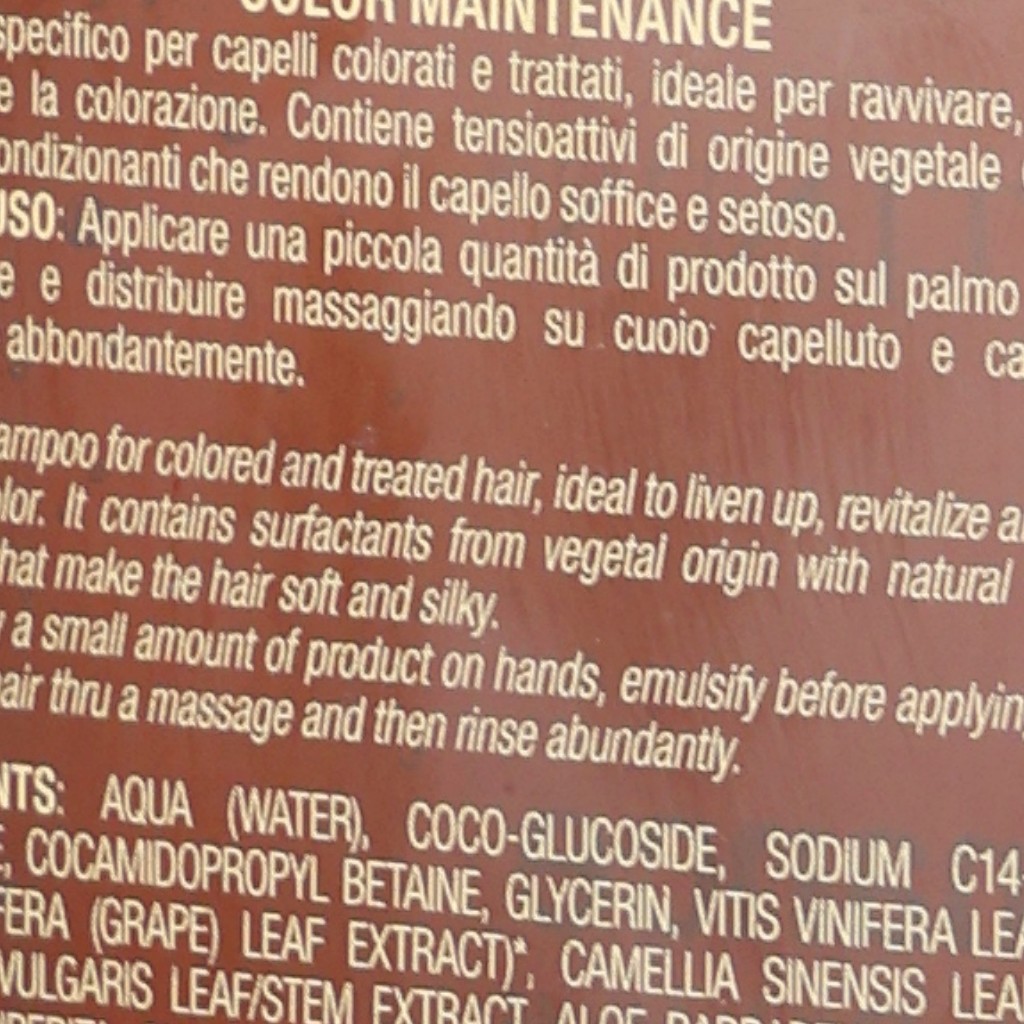 COLOR MAINTENANCE
specifico per capelli colorati e trattati, ideale per ravvivare,
e la colorazione. Contiene tensioattivi di origine vegetale
ondizionanti che rendono il capello soffice e setoso.
USO: Applicare una piccola quantità di prodotto sul palmo
e e distribuire massaggiando su cuoio capelluto e ca
abbondantemente.
ampoo for colored and treated hair, ideal to liven up, revitalize a
lor. It contains surfactants from vegetal origin with natural
hat make the hair soft and silky.
y a small amount of product on hands, emulsify before applyin
air thru a massage and then rinse abundantly.
NTS: AQUA (WATER), COCO-GLUCOSIDE, SODIUM C14-
E, COCAMIDOPROPYL BETAINE, GLYCERIN, VITIS VINIFERA LEA
FERA (GRAPE) LEAF EXTRACT)*, CAMELLIA SINENSIS LEA
VULGARIS LEAF/STEM EXTRACT, ALOE